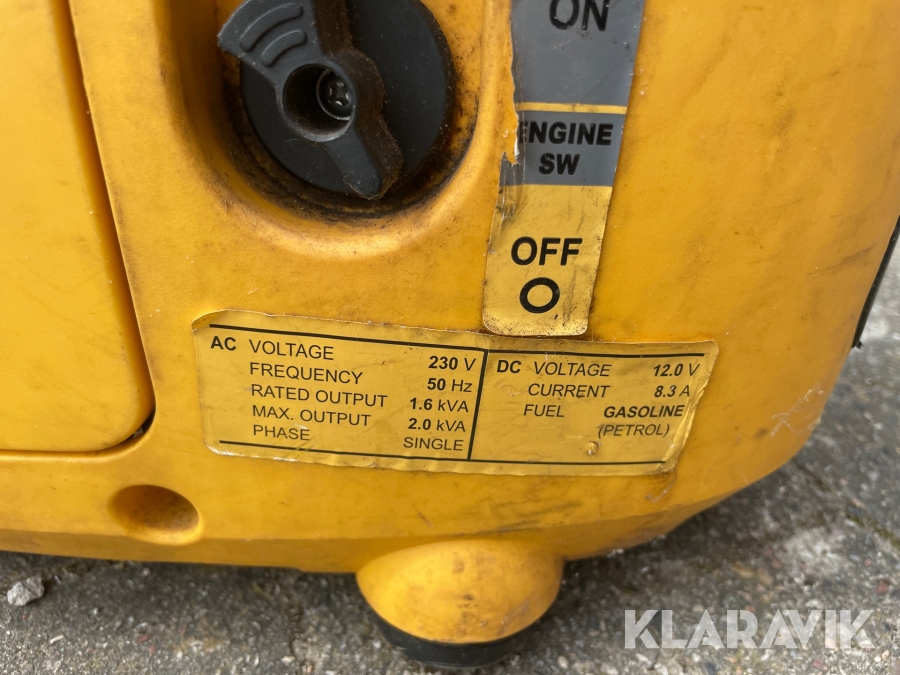 ON
ENGINE
SW
OFF
AC VOLTAGE 230 V
FREQUENCY 50 Hz
RATED OUTPUT 1.6 kVA
MAX. OUTPUT 2.0 kVA
PHASE SINGLE
DC VOLTAGE 12.0 V
CURRENT 8.3 A
FUEL GASOLINE
(PETROL)
KLARAVIK